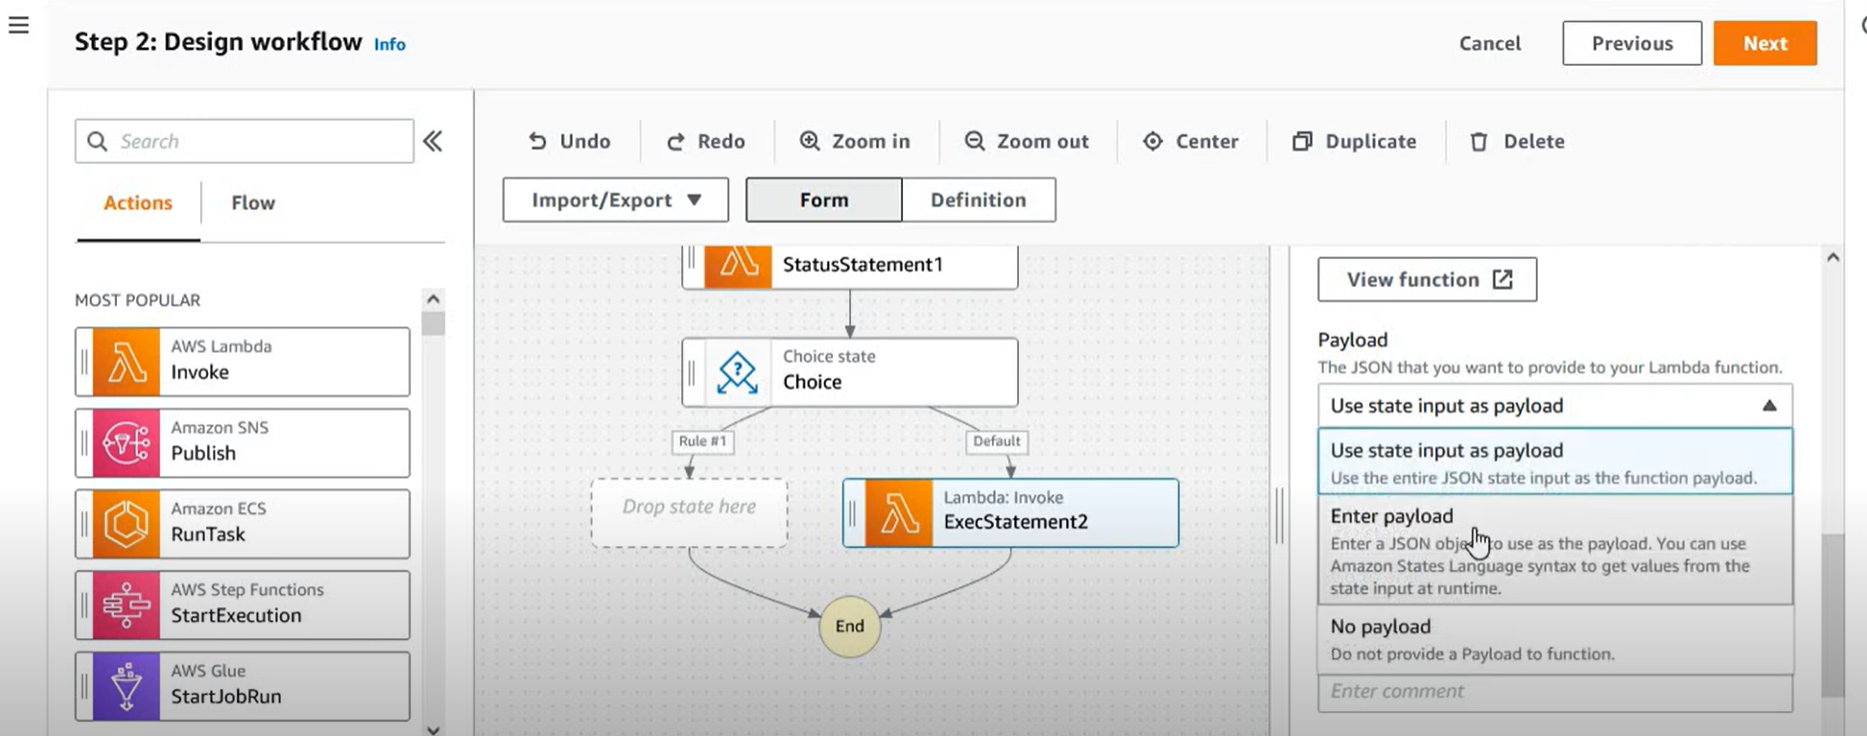 Step 2: Design workflow Info
Cancel
Previous
Next
Search
Actions
Flow
MOST POPULAR
AWS Lambda
Invoke
Amazon SNS
Publish
Amazon ECS
RunTask
AWS Step Functions
StartExecution
AWS Glue
StartJobRun
Undo
Redo
Zoom in
Zoom out
Center
Duplicate
Delete
Import/Export
Form
Definition
StatusStatement1
Choice state
Choice
Rule #1
Default
Drop state here
Lambda: Invoke
ExecStatement2
End
View function
Payload
The JSON that you want to provide to your Lambda function.
Use state input as payload
Use state input as payload
Use the entire JSON state input as the function payload.
Enter payload
Enter a JSON to use as the payload. You can use
Amazon States Language syntax to get values from the
state input at runtime.
No payload
Do not provide a Payload to function.
Enter comment